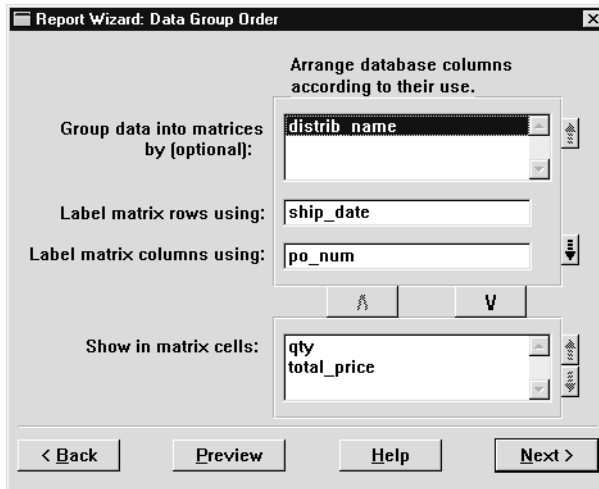 Report Wizard: Data Group Order
Arrange database columns
according to their use.
Group data into matrices
by (optional):
distrib_name
Label matrix rows using:
ship_date
Label matrix columns using:
po_num
Λ
V
Show in matrix cells:
qty
total_price
< Back
Preview
Help
Next >